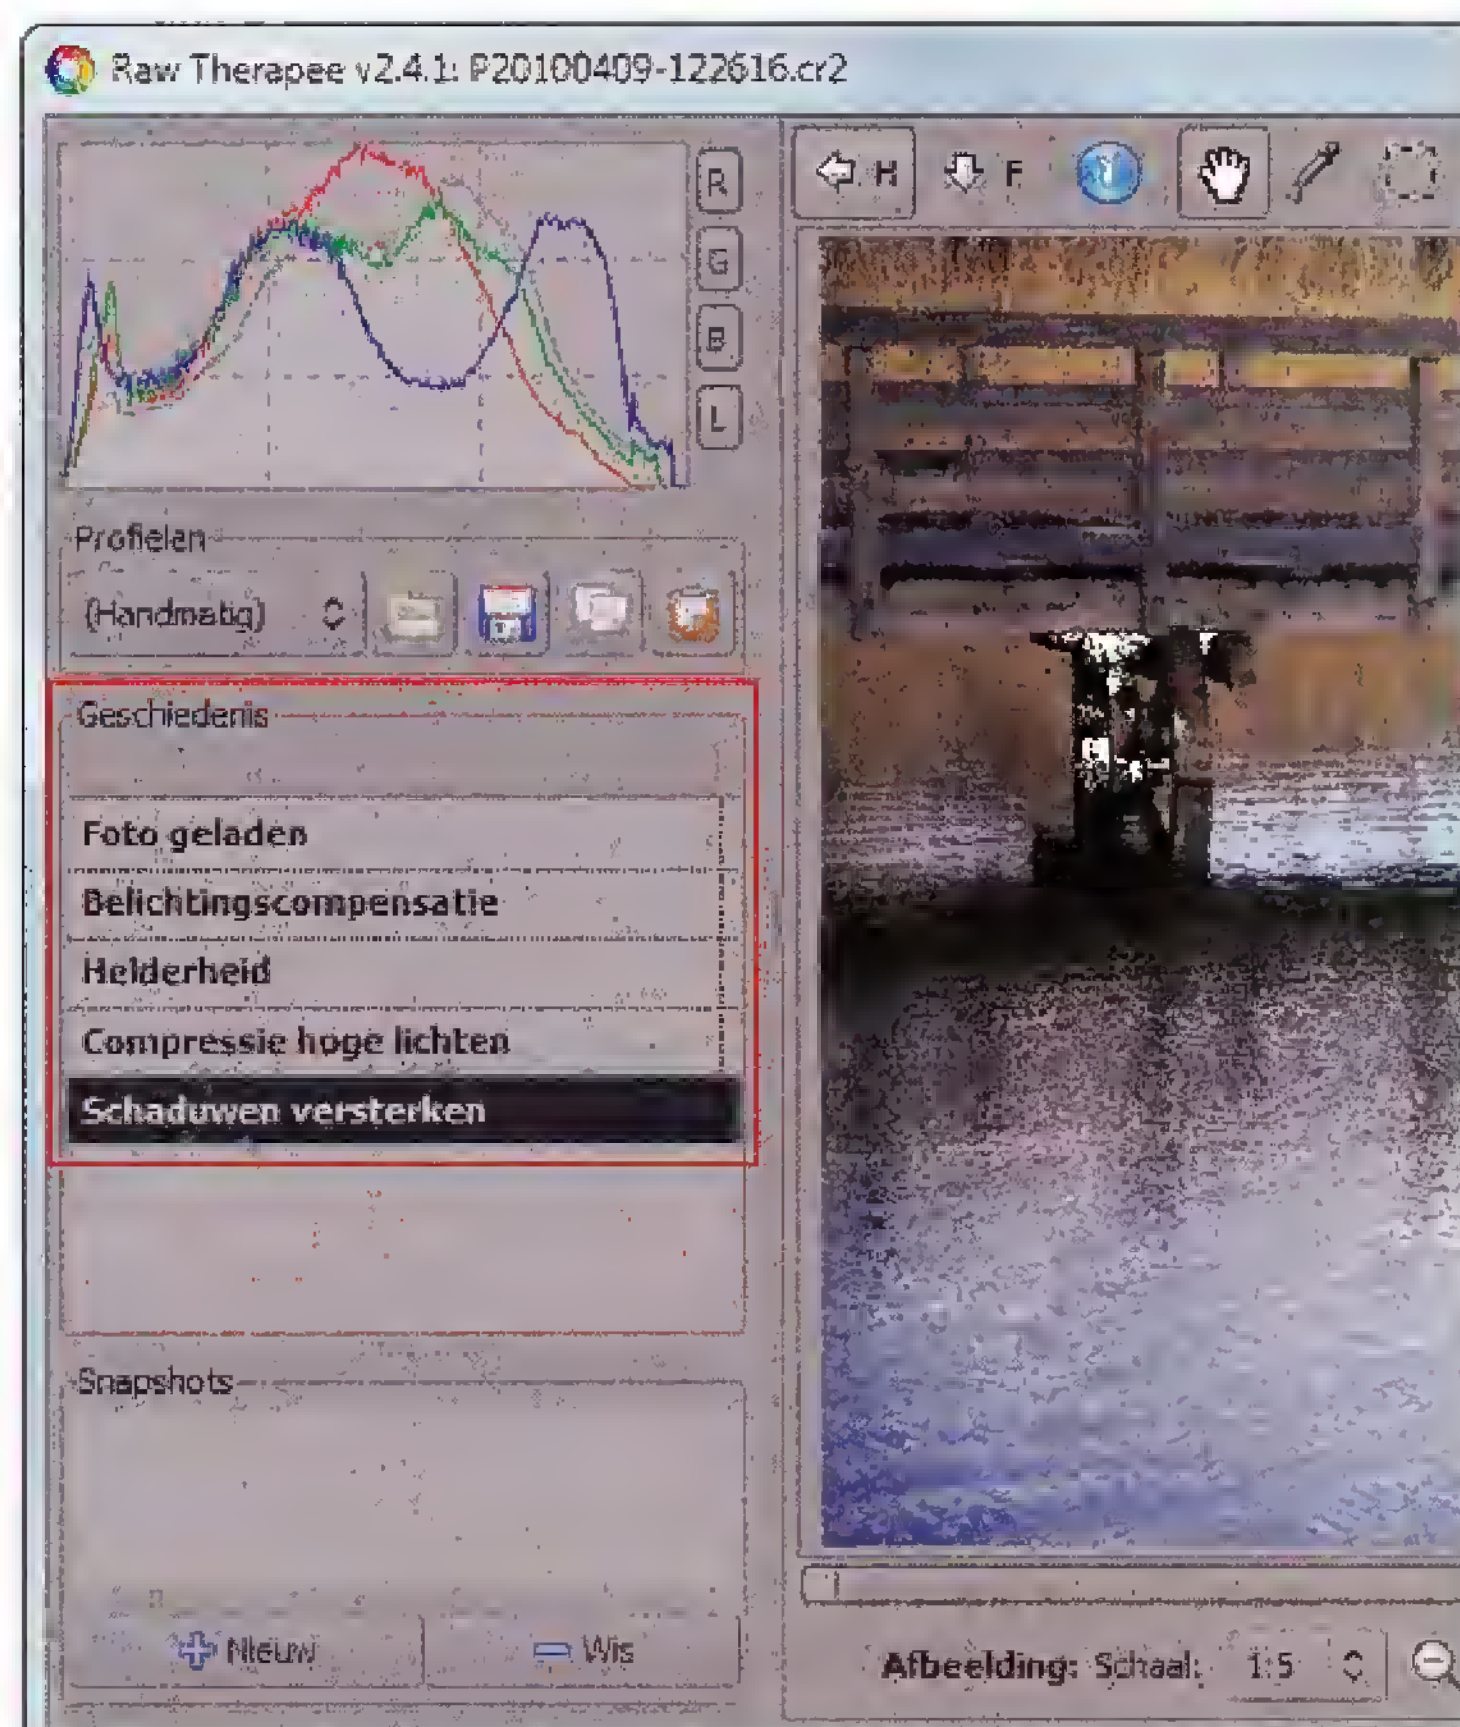 Raw Therapee v2.4.1: P20100409-122616.cr2
H F
R
G
B
L
Profielen
(Handmatig)
Geschiedenis
Foto geladen
Belichtingscompensatie
Helderheid
Compressie hoge lichten
Schaduwen versterken
Snapshots
Nieuw Wis
Afbeelding: Schaal: 1:5